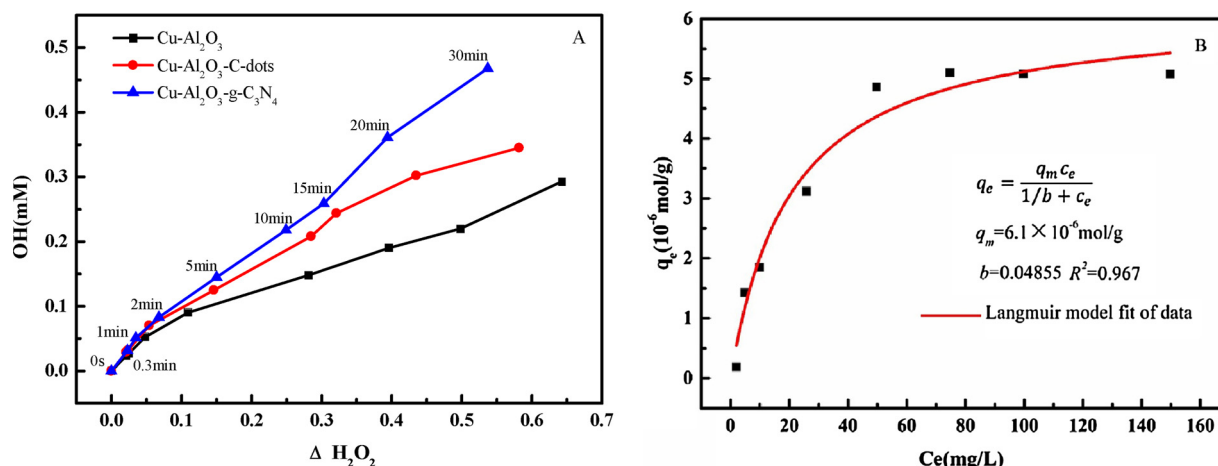 A
Cu-Al₂O₃
Cu-Al₂O₃-C-dots
Cu-Al₂O₃-g-C₃N₄
OH(mM)
0.5
0.4
0.3
0.2
0.1
0.0
0s
0.3min
1min
2min
5min
10min
15min
20min
30min
0.0 0.1 0.2 0.3 0.4 0.5 0.6 0.7
Δ H₂O₂
B
qₑ(10⁻⁶mol/g)
6
5
4
3
2
1
0
qₑ = qₘcₑ / 1/b + cₑ
qₘ=6.1×10⁻⁶mol/g
b=0.04855 R²=0.967
Langmuir model fit of data
0 20 40 60 80 100 120 140 160
Ce(mg/L)